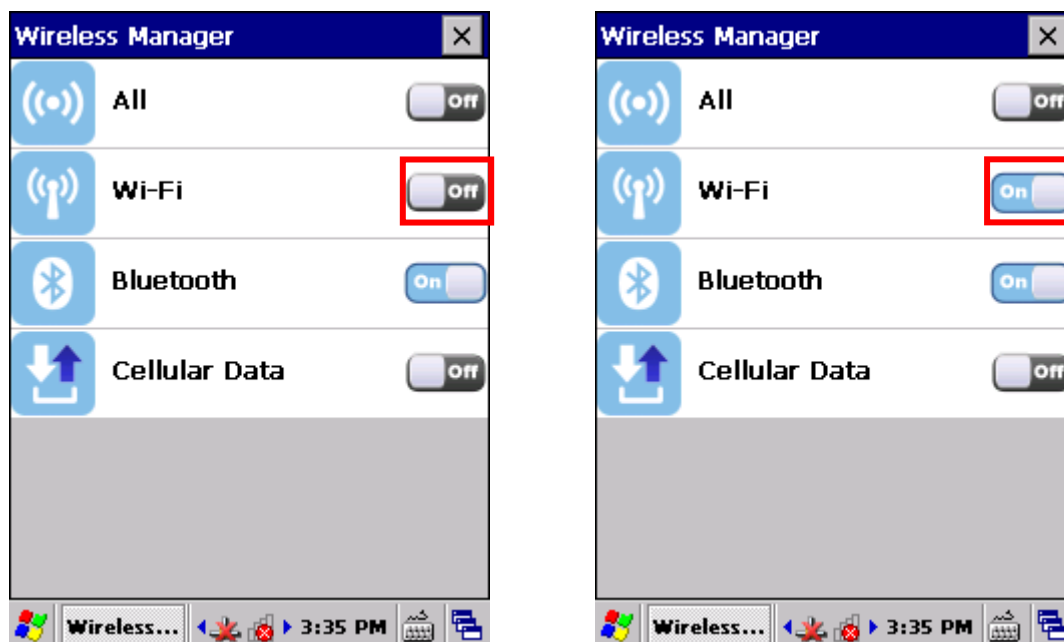 Wireless Manager
All
Off
Wi-Fi
Off
Bluetooth
On
Cellular Data
Off
Wireless... 3:35 PM
Wireless Manager
All
Off
Wi-Fi
On
Bluetooth
On
Cellular Data
Off
Wireless... 3:35 PM